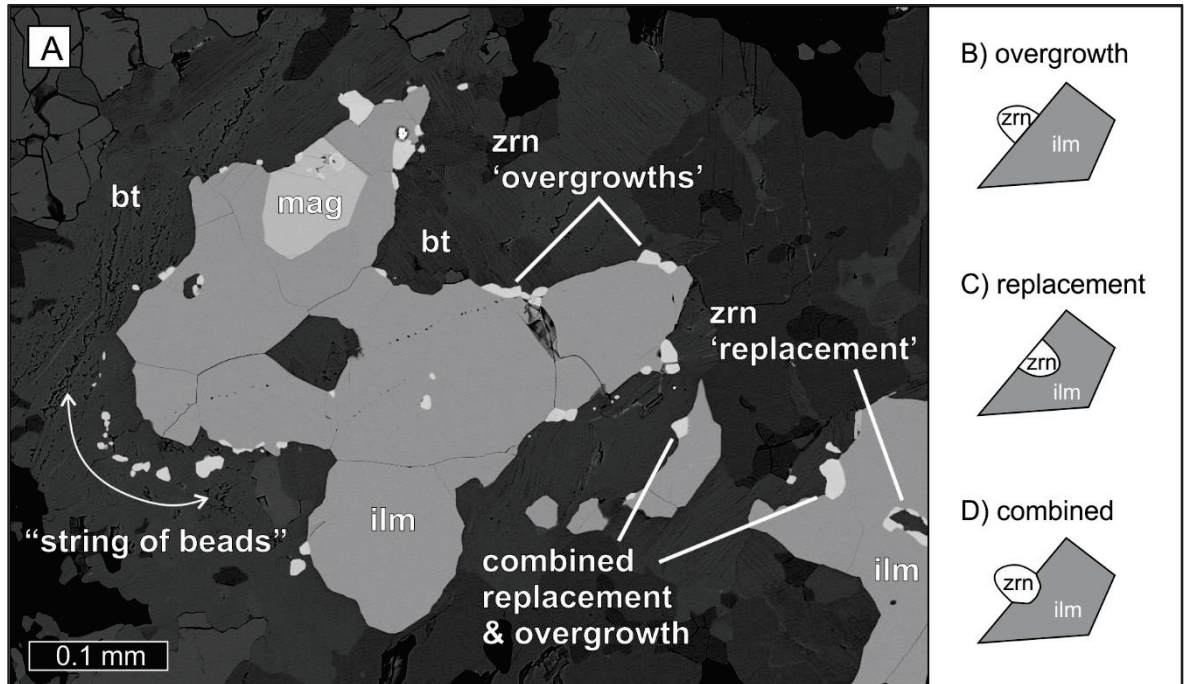 A
bt
mag
bt
zrn
‘overgrowths’
zrn
‘replacement’
“string of beads”
ilm
combined
replacement
& overgrowth
ilm
0.1 mm
B) overgrowth
zrn
ilm
C) replacement
zrn
ilm
D) combined
zrn
ilm